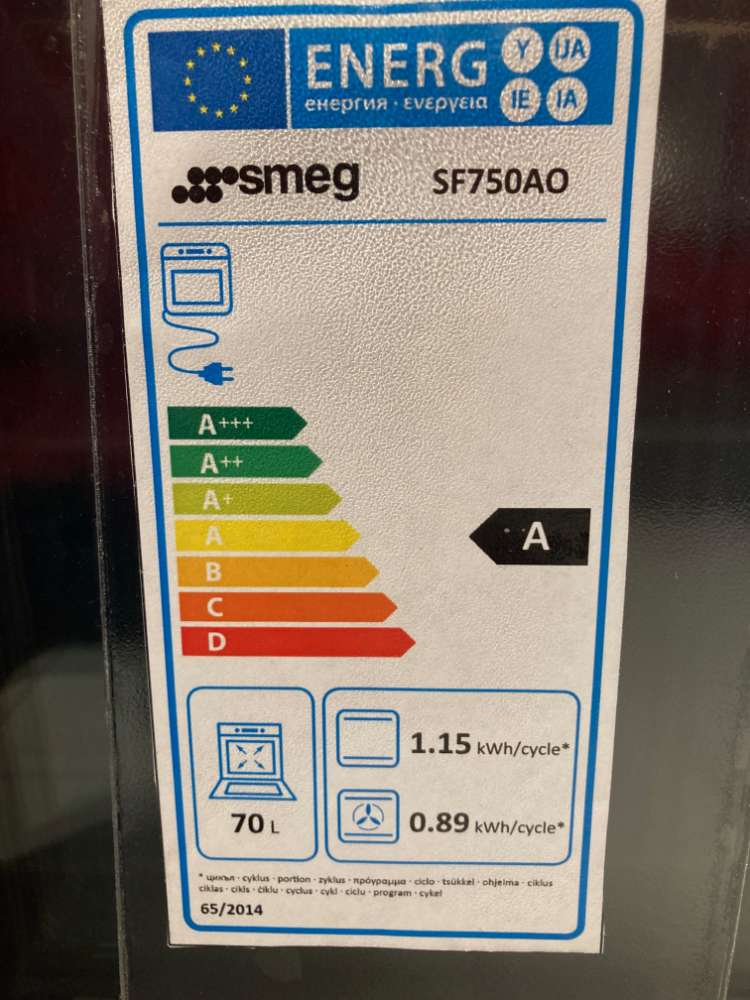 ENERG Y IJA
енергия · ενεργεια IE IA
smeg SF750AO
A+++
A++
A+
A
A
B
C
D
1.15 kWh/cycle*
70 L
0.89 kWh/cycle*
* цикъл · cyklus · portion · zyklus · πρόγραμμα · ciclo · tsükkel · ohjelma · ciklus
ciklas · cikls · ċiklu · cyclus · cykl · ciclu · program · cykel
65/2014